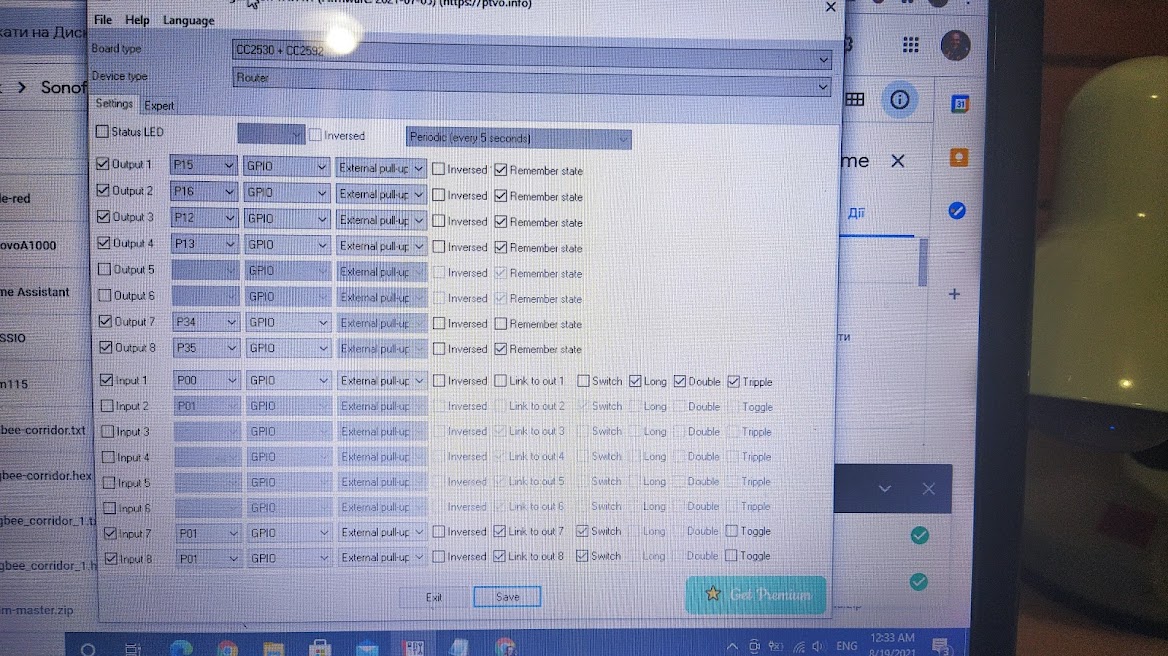 (Firmware: 2021-07-05) (https://ptvo.info)
File Help Language
кати на Диск
Board type CC2530 + CC2592
Sonof
Device type Router
Settings Expert
Status LED Inversed Periodic (every 5 seconds)
me
Output 1 P15 GPIO External pull-up Inversed Remember state
Output 2 P16 GPIO External pull-up Inversed Remember state
e-red
Output 3 P12 GPIO External pull-up Inversed Remember state
Дії
ovoA1000
Output 4 P13 GPIO External pull-up Inversed Remember state
Output 5 GPIO External pull-up Inversed Remember state
me Assistant
Output 6 GPIO External pull-up Inversed Remember state
Output 7 P34 GPIO External pull-up Inversed Remember state
SSIO
ти
Output 8 P35 GPIO External pull-up Inversed Remember state
m115
Input 1 P00 GPIO External pull-up Inversed Link to out 1 Switch Long Double Tripple
Input 2 P01 GPIO External pull-up Inversed Link to out 2 Switch Long Double Toggle
bee-corridor.txt
Input 3 GPIO External pull-up Inversed Link to out 3 Switch Long Double Tripple
Input 4 GPIO External pull-up Inversed Link to out 4 Switch Long Double Tripple
gbee-corridor.hex
Input 5 GPIO External pull-up Inversed Link to out 5 Switch Long Double Tripple
Input 6 GPIO External pull-up Inversed Link to out 6 Switch Long Double Tripple
gbee_corridor_1.t
Input 7 P01 GPIO External pull-up Inversed Link to out 7 Switch Long Double Toggle
Input 8 P01 GPIO External pull-up Inversed Link to out 8 Switch Long Double Toggle
gbee_corridor_1.h
Exit Save Get Premium
m-master.zip
31
ENG 12:33 AM
8/19/2021
3